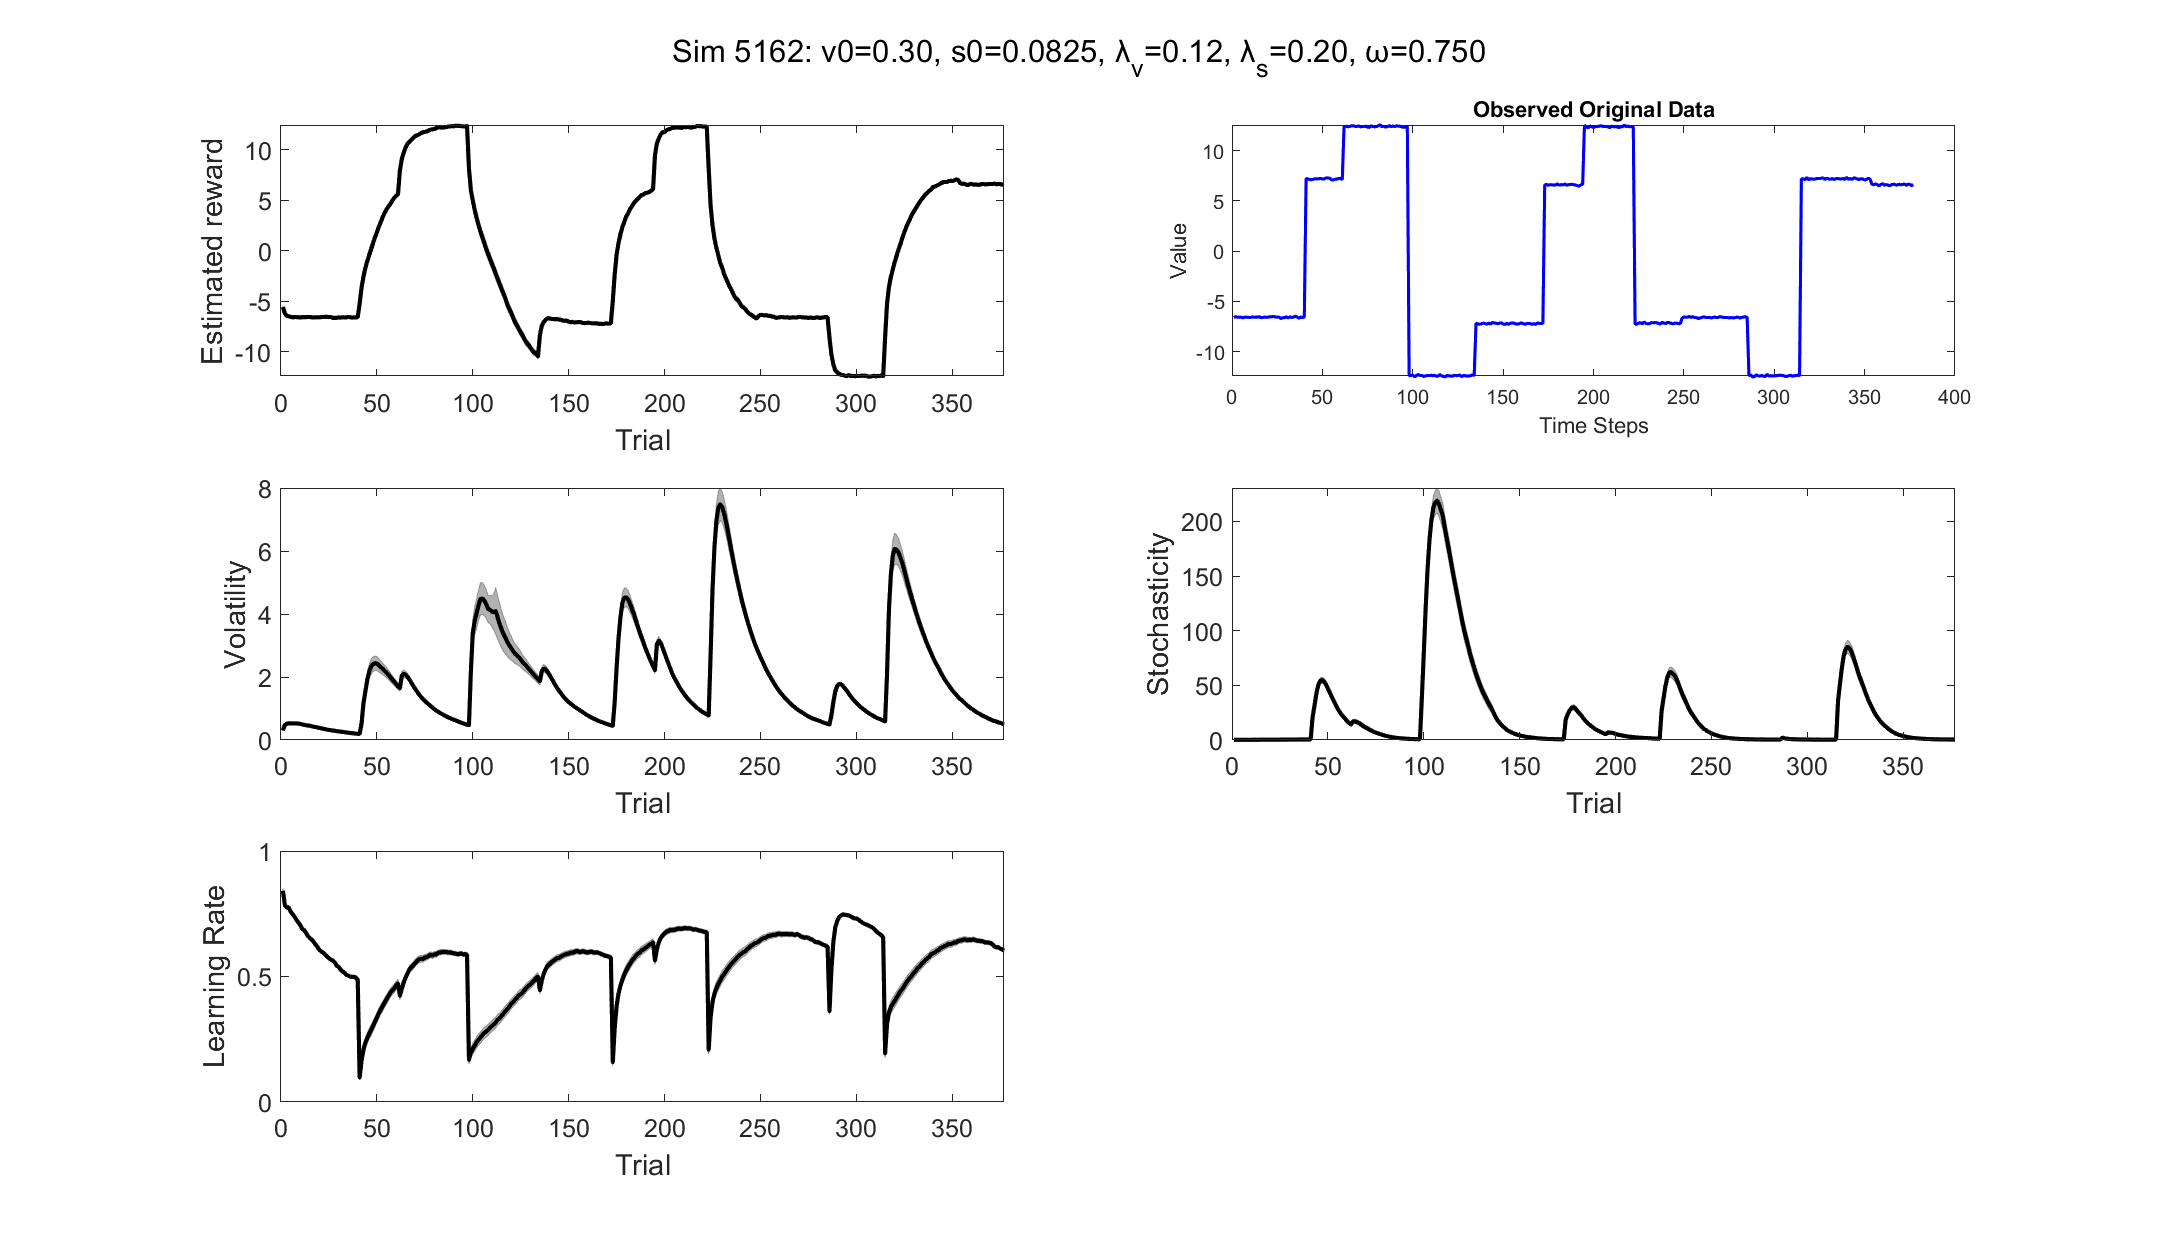 Sim 5162: v0=0.30, s0=0.0825, λ_v=0.12, λ_s=0.20, ω=0.750
Estimated reward
10
5
0
-5
-10
0 50 100 150 200 250 300 350
Trial
Observed Original Data
Value
10
5
0
-5
-10
0 50 100 150 200 250 300 350 400
Time Steps
Volatility
8
6
4
2
0
0 50 100 150 200 250 300 350
Trial
Stochasticity
200
150
100
50
0
0 50 100 150 200 250 300 350
Trial
Learning Rate
1
0.5
0
0 50 100 150 200 250 300 350
Trial